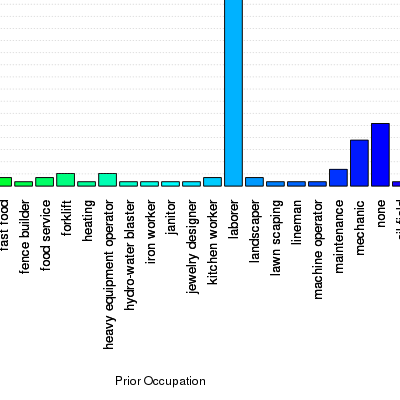 fast food
fence builder
food service
forklift
heating
heavy equipment operator
hydro-water blaster
iron worker
janitor
jewelry designer
kitchen worker
laborer
landscaper
lawn scaping
lineman
machine operator
maintenance
mechanic
none
Prior Occupation